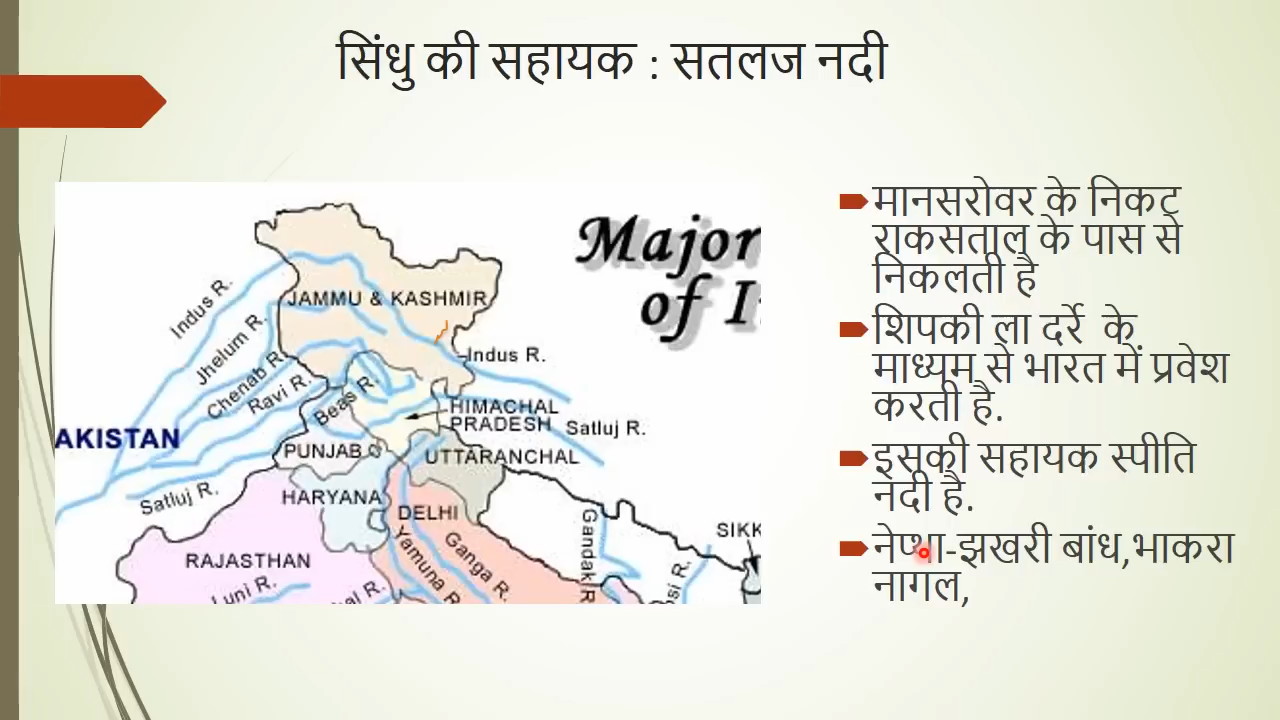 सिंधु की सहायक : सतलज नदी
Major
of I
JAMMU & KASHMIR
Indus R.
Jhelum R.
Chenab R.
Ravi R.
Beas R.
Indus R.
HIMACHAL
PRADESH
Satluj R.
AKISTAN
PUNJAB
UTTARANCHAL
Satluj R.
HARYANA
DELHI
SIKK
RAJASTHAN
Yamuna R.
Ganga R.
Gandak R
si R.
Luni R.
al R.
मानसरोवर के निकट
राकसताल के पास से
निकलती है
शिपकी ला दर्रे के
माध्यम से भारत में प्रवेश
करती है.
इसकी सहायक स्पीति
नदी है.
-झखरी बांध,भाकरा
नागल,